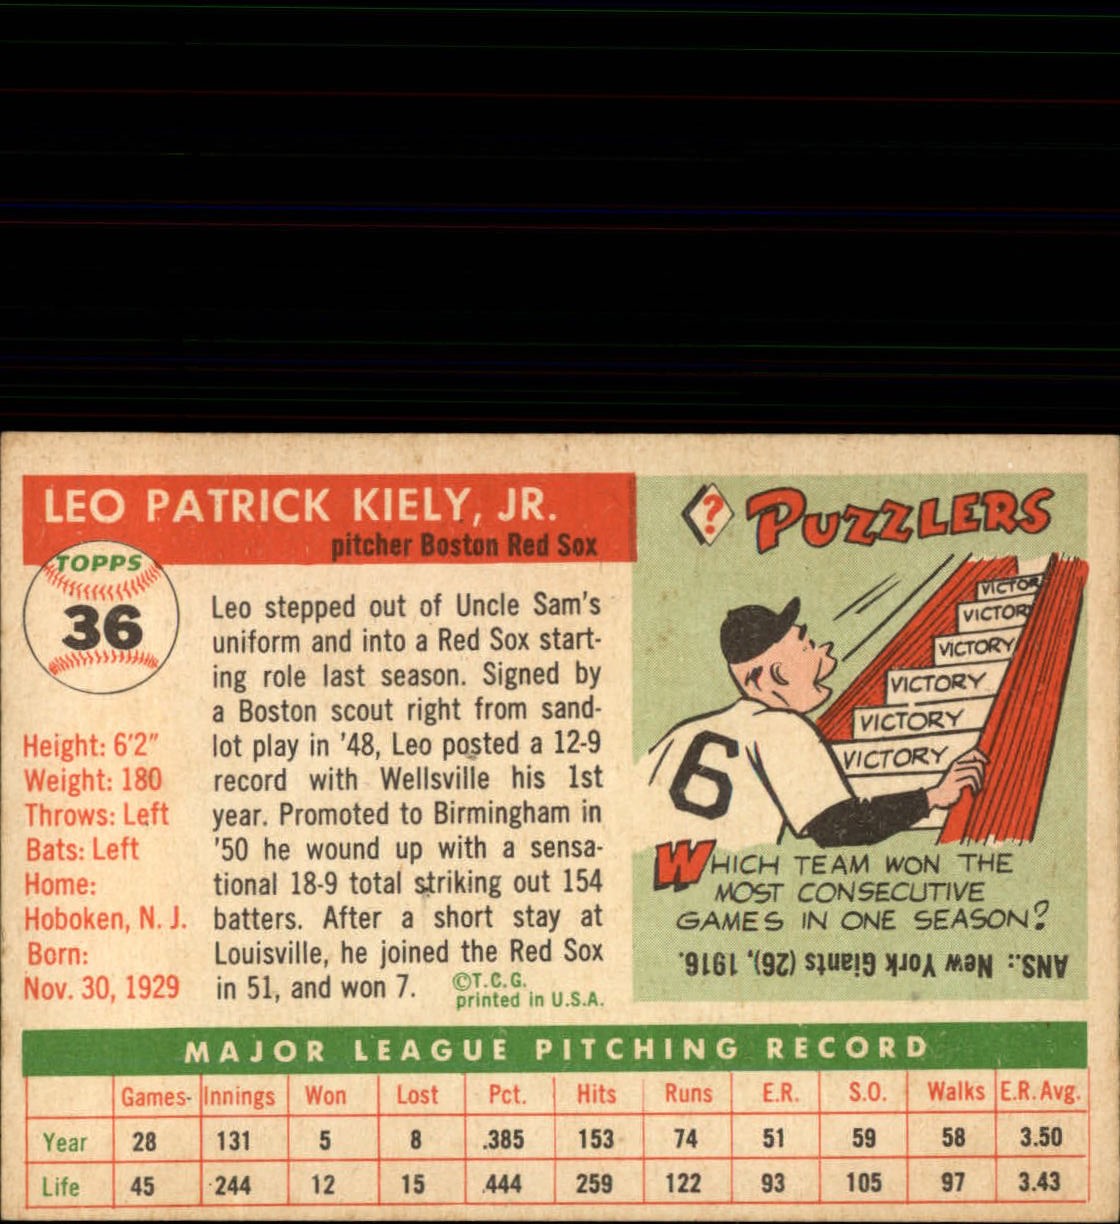 LEO PATRICK KIELY, JR.
pitcher Boston Red Sox
TOPPS
36
Height: 6'2"
Weight: 180
Throws: Left
Bats: Left
Home:
Hoboken, N. J.
Born:
Nov. 30, 1929
Leo stepped out of Uncle Sam's
uniform and into a Red Sox start-
ing role last season. Signed by
a Boston scout right from sand-
lot play in '48, Leo posted a 12-9
record with Wellsville his 1st
year. Promoted to Birmingham in
'50 he wound up with a sensa-
tional 18-9 total striking out 154
batters. After a short stay at
Louisville, he joined the Red Sox
in 51, and won 7.
©T.C.G.
printed in U.S.A.
? PUZZLERS
VICTOR
VICTOR
VICTORY
VICTORY
VICTORY
VICTORY
6
WHICH TEAM WON THE
MOST CONSECUTIVE
GAMES IN ONE SEASON?
ANS.: New York Giants (26), 1916.
MAJOR LEAGUE PITCHING RECORD
Games Innings Won Lost Pct. Hits Runs E.R. S.O. Walks E.R. Avg.
Year 28 131 5 8 .385 153 74 51 59 58 3.50
Life 45 244 12 15 .444 259 122 93 105 97 3.43